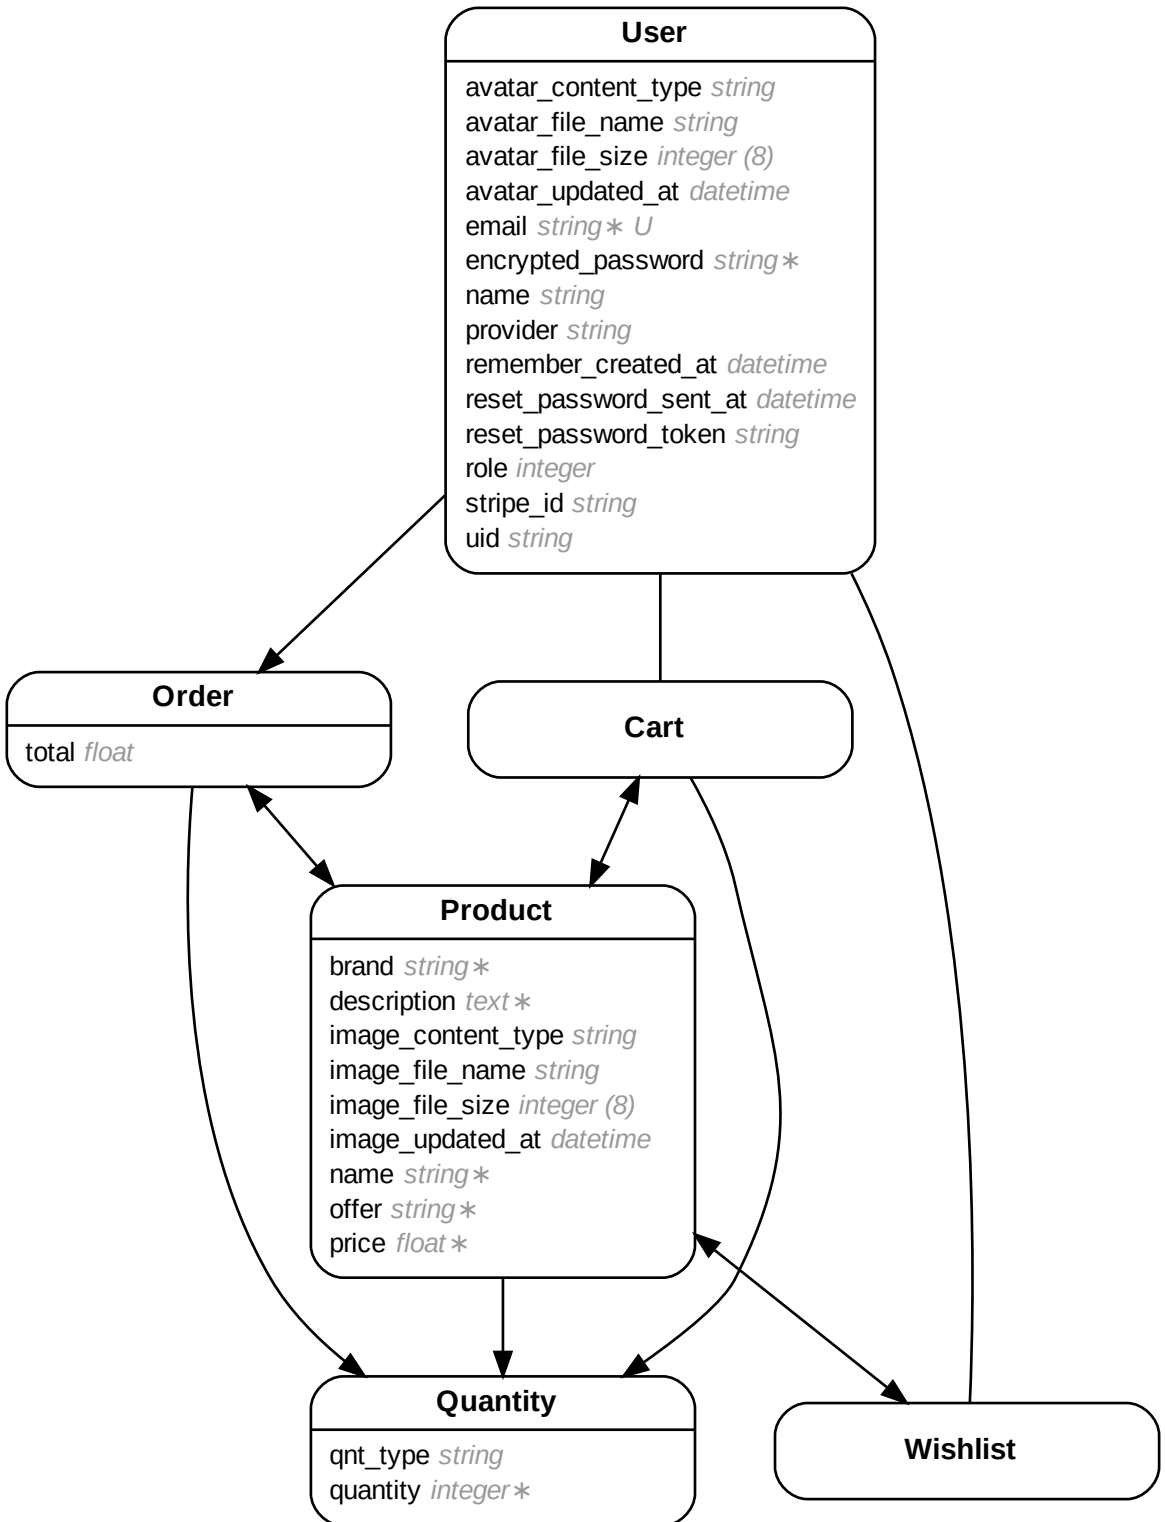 User
avatar_content_type string
avatar_file_name string
avatar_file_size integer (8)
avatar_updated_at datetime
email string∗ U
encrypted_password string∗
name string
provider string
remember_created_at datetime
reset_password_sent_at datetime
reset_password_token string
role integer
stripe_id string
uid string
Order
total float
Cart
Product
brand string∗
description text∗
image_content_type string
image_file_name string
image_file_size integer (8)
image_updated_at datetime
name string∗
offer string∗
price float∗
Quantity
qnt_type string
quantity integer∗
Wishlist